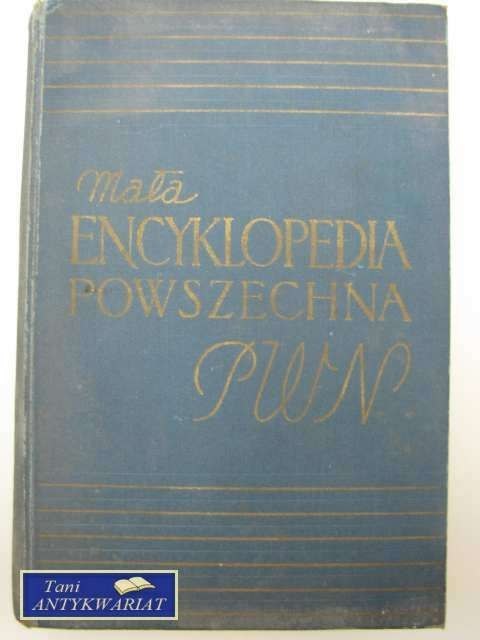 Mała
ENCYKLOPEDIA
POWSZECHNA
PWN
Tani
ANTYKWARIAT